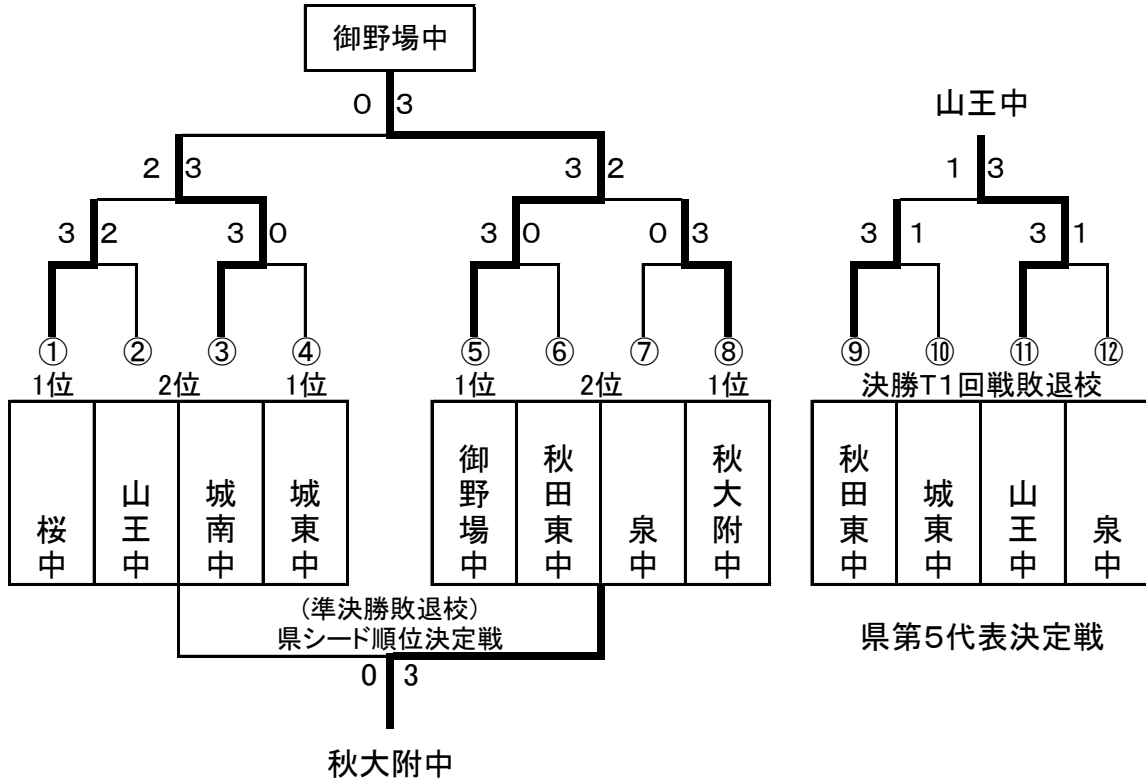 御野場中
0 3
山王中
2 3 3 2 1 3
3 2 3 0 3 0 0 3 3 1 3 1
① ② ③ ④ ⑤ ⑥ ⑦ ⑧ ⑨ ⑩ ⑪ ⑫
1位 2位 1位 1位 2位 1位 決勝T1回戦敗退校
桜中
山王中
城南中
城東中
御野場中
秋田東中
泉中
秋大附中
秋田東中
城東中
山王中
泉中
(準決勝敗退校)
県シード順位決定戦
県第5代表決定戦
0 3
秋大附中